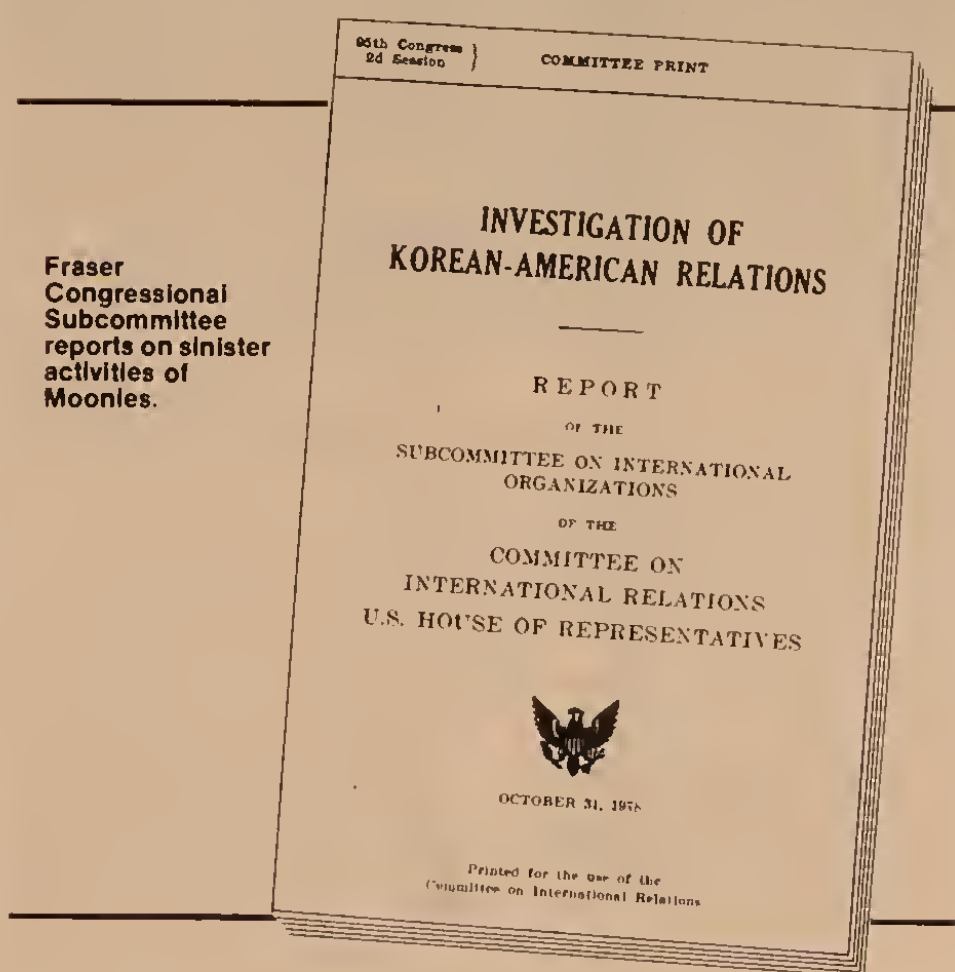 Fraser
Congressional
Subcommittee
reports on sinister
activities of
Moonies.
95th Congress }
2d Session
COMMITTEE PRINT
INVESTIGATION OF
KOREAN-AMERICAN RELATIONS
REPORT
OF THE
SUBCOMMITTEE ON INTERNATIONAL
ORGANIZATIONS
OF THE
COMMITTEE ON
INTERNATIONAL RELATIONS
U.S. HOUSE OF REPRESENTATIVES
OCTOBER 31, 1978
Printed for the use of the
Committee on International Relations